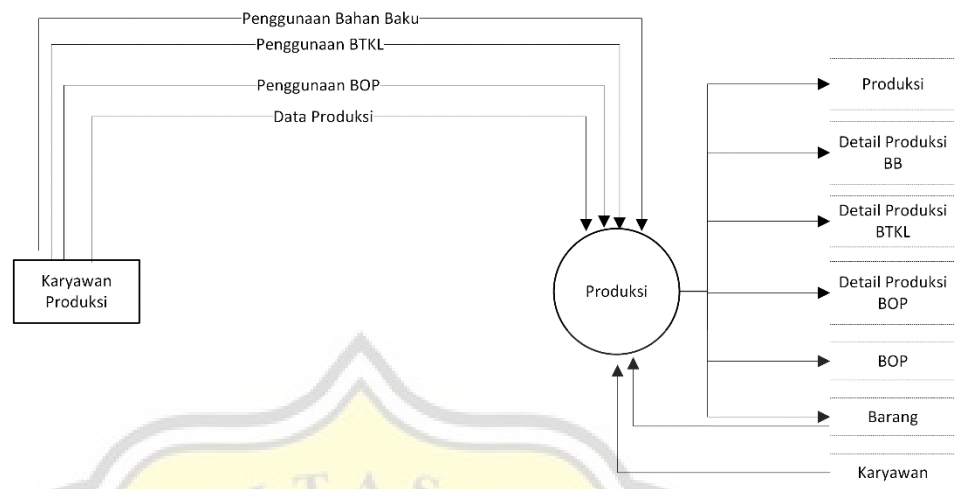 Penggunaan Bahan Baku
Penggunaan BTKL
Penggunaan BOP
Data Produksi
Karyawan
Produksi
Produksi
Produksi
Detail Produksi
BB
Detail Produksi
BTKL
Detail Produksi
BOP
BOP
Barang
Karyawan
ITAS